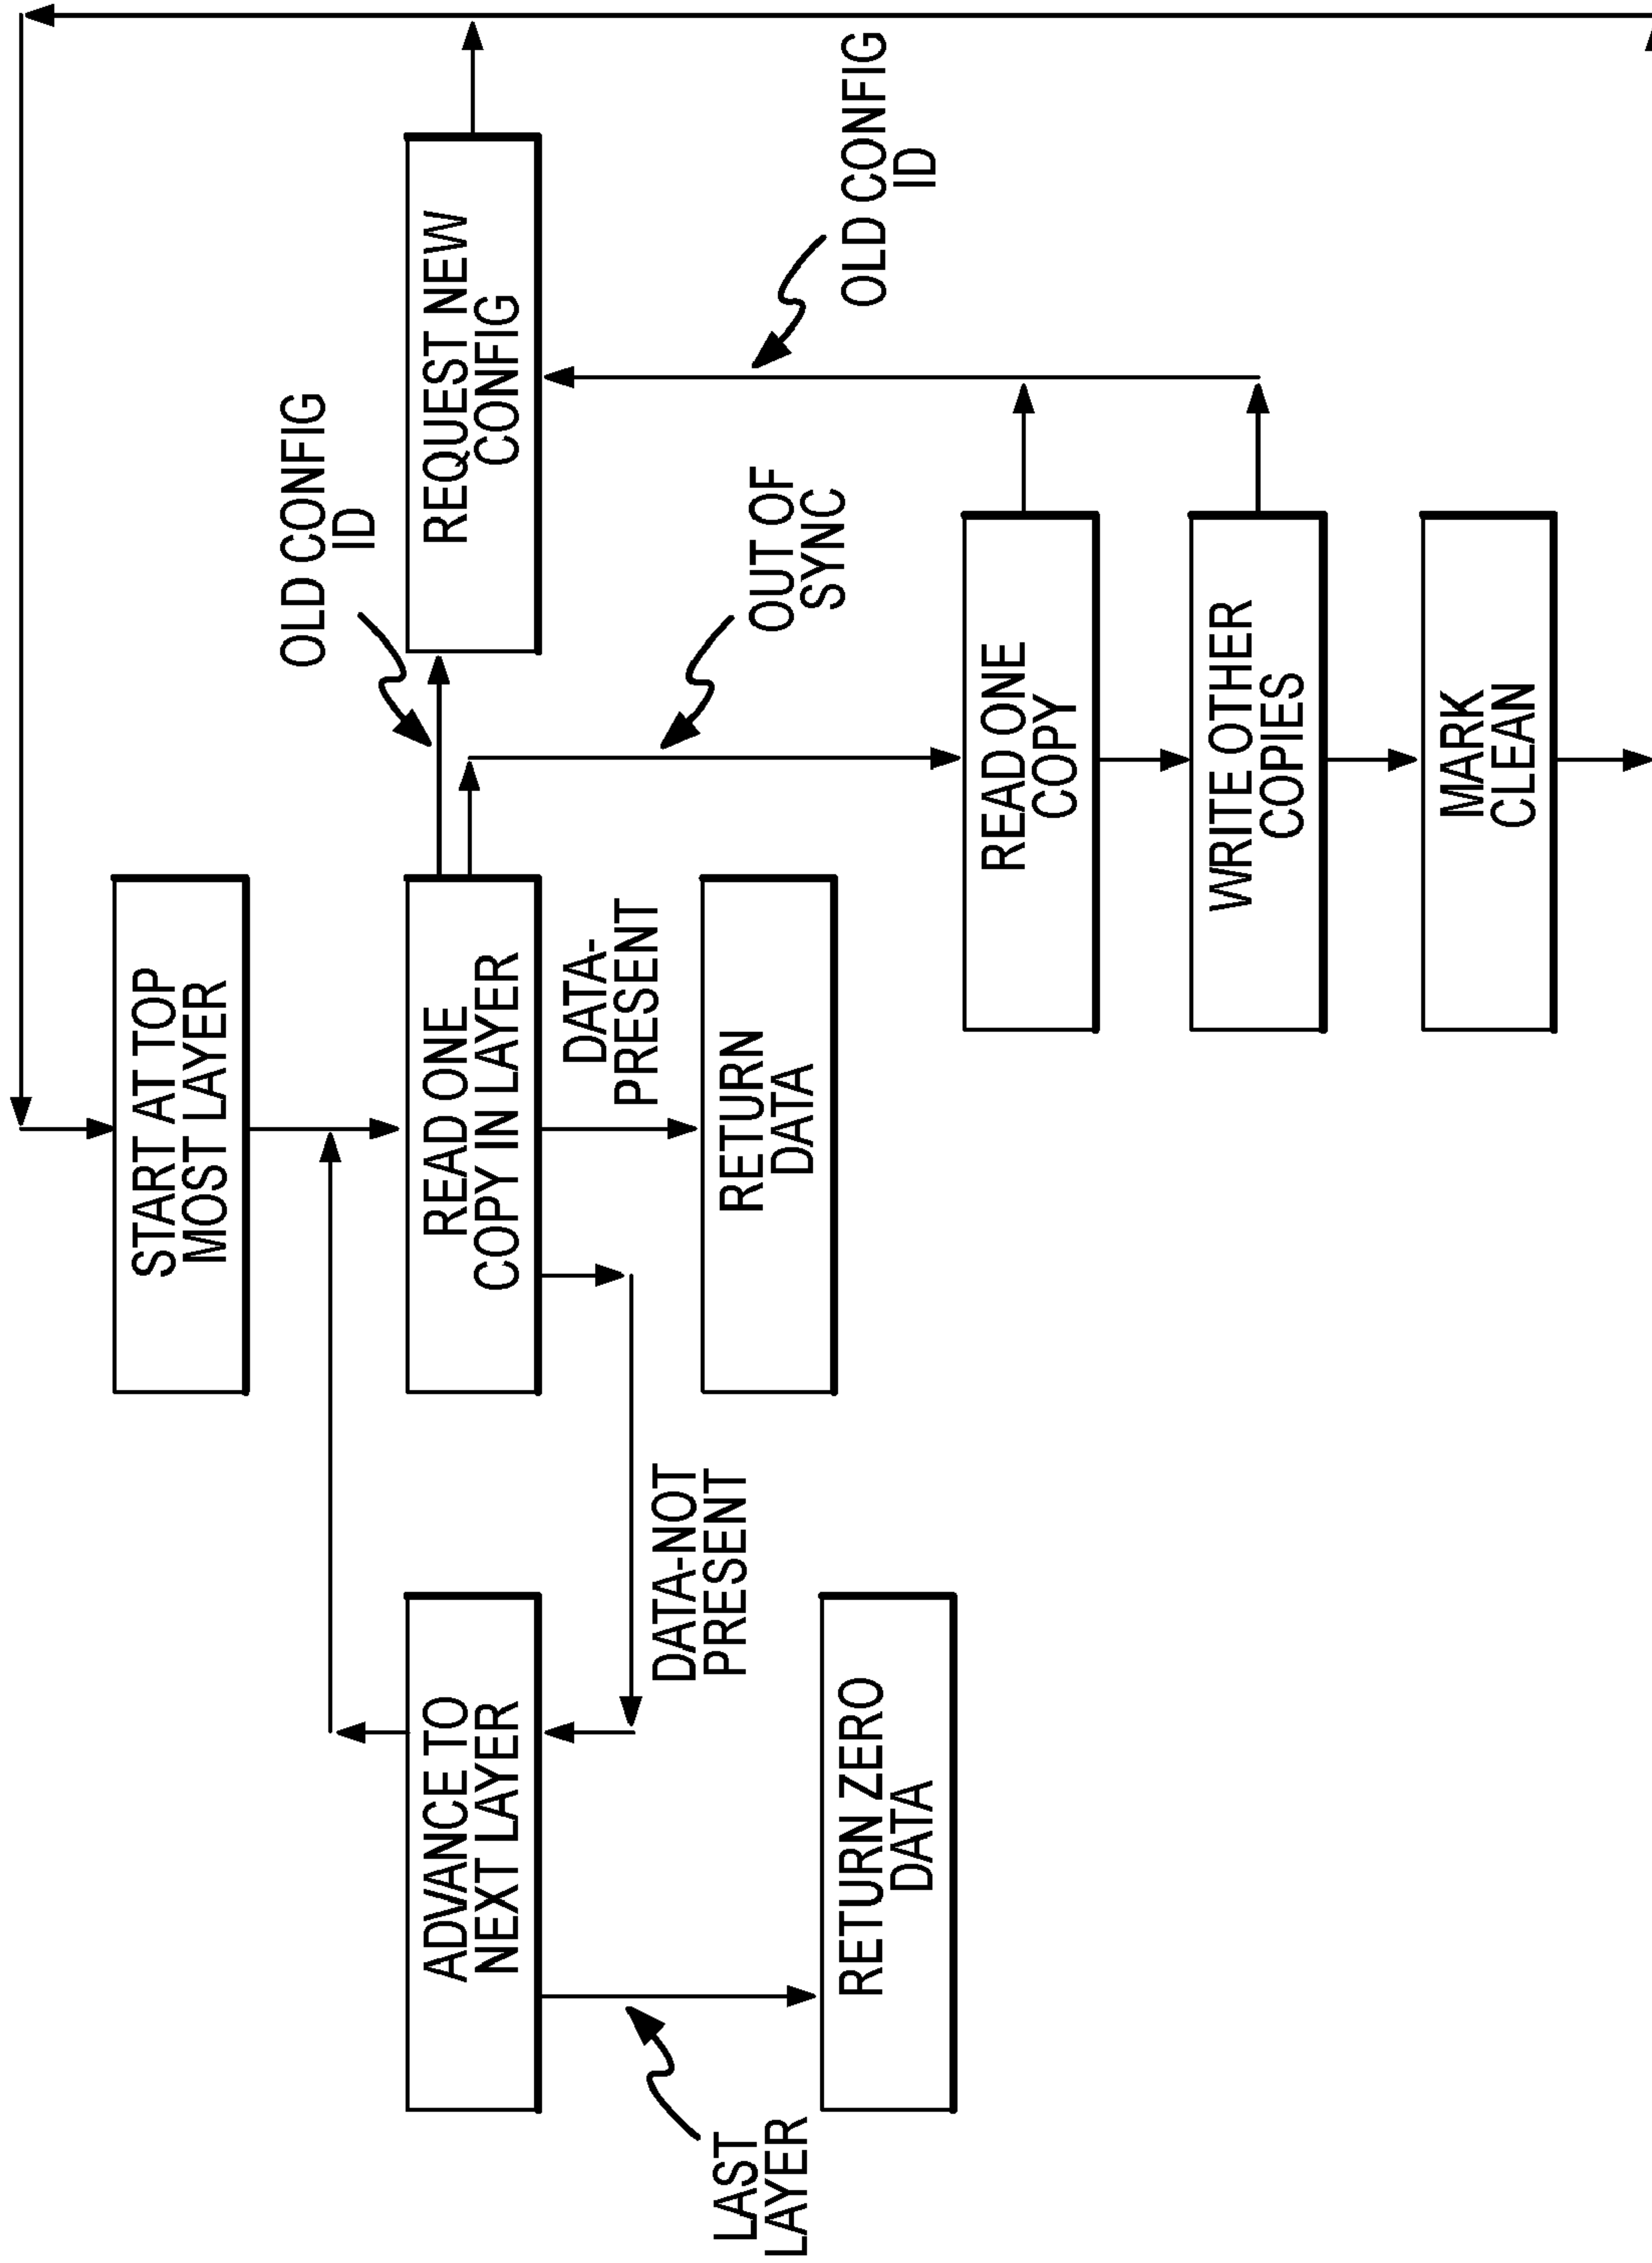 START AT TOP
MOST LAYER
OLD CONFIG
ID
ADVANCE TO
NEXT LAYER
READ ONE
COPY IN LAYER
REQUEST NEW
CONFIG
DATA-
PRESENT
DATA-NOT
PRESENT
OUT OF
SYNC
OLD CONFIG
ID
LAST
LAYER
RETURN
DATA
RETURN ZERO
DATA
READ ONE
COPY
WRITE OTHER
COPIES
MARK
CLEAN